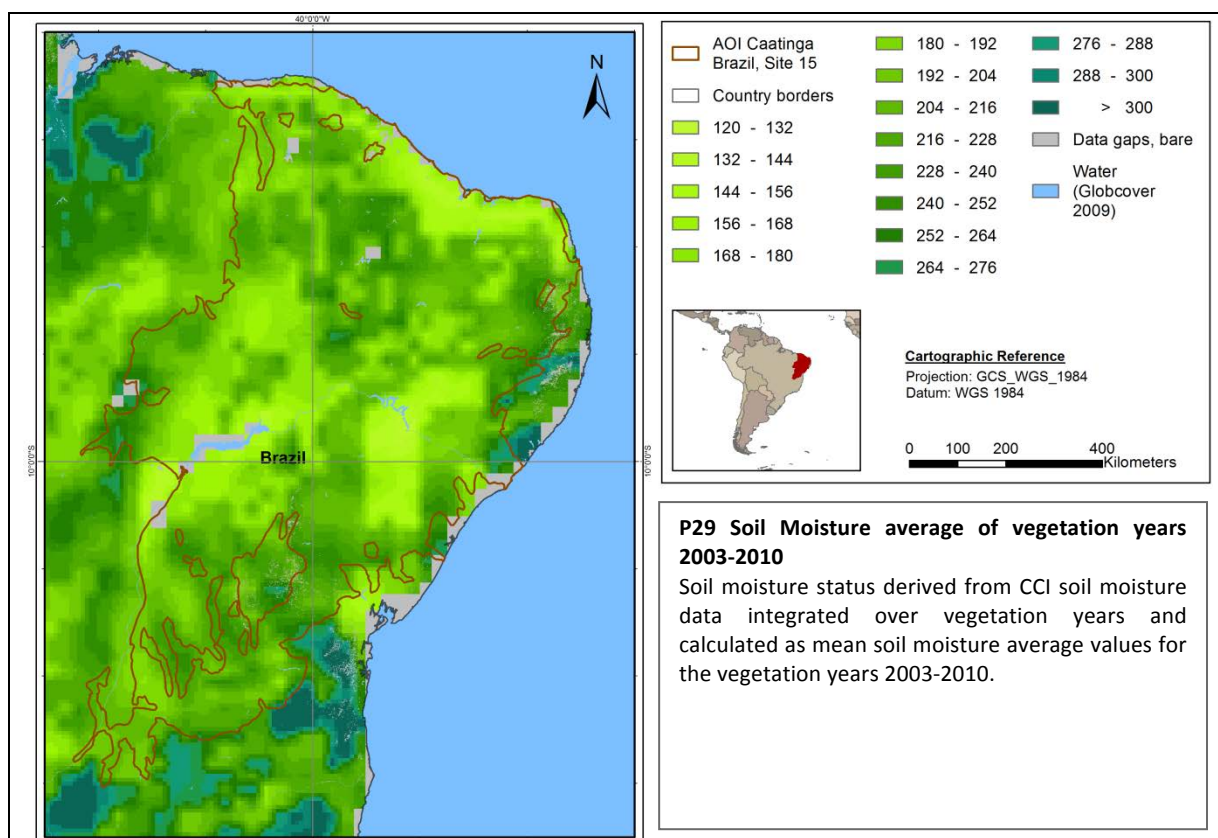 40°0'0"W
N
10°0'0"S
10°0'0"S
Brazil
AOI Caatinga
Brazil, Site 15
Country borders
120 - 132
132 - 144
144 - 156
156 - 168
168 - 180
180 - 192
192 - 204
204 - 216
216 - 228
228 - 240
240 - 252
252 - 264
264 - 276
276 - 288
288 - 300
> 300
Data gaps, bare
Water
(Globcover
2009)
Cartographic Reference
Projection: GCS_WGS_1984
Datum: WGS 1984
0 100 200 400
Kilometers
P29 Soil Moisture average of vegetation years
2003-2010
Soil moisture status derived from CCI soil moisture
data integrated over vegetation years and
calculated as mean soil moisture average values for
the vegetation years 2003-2010.